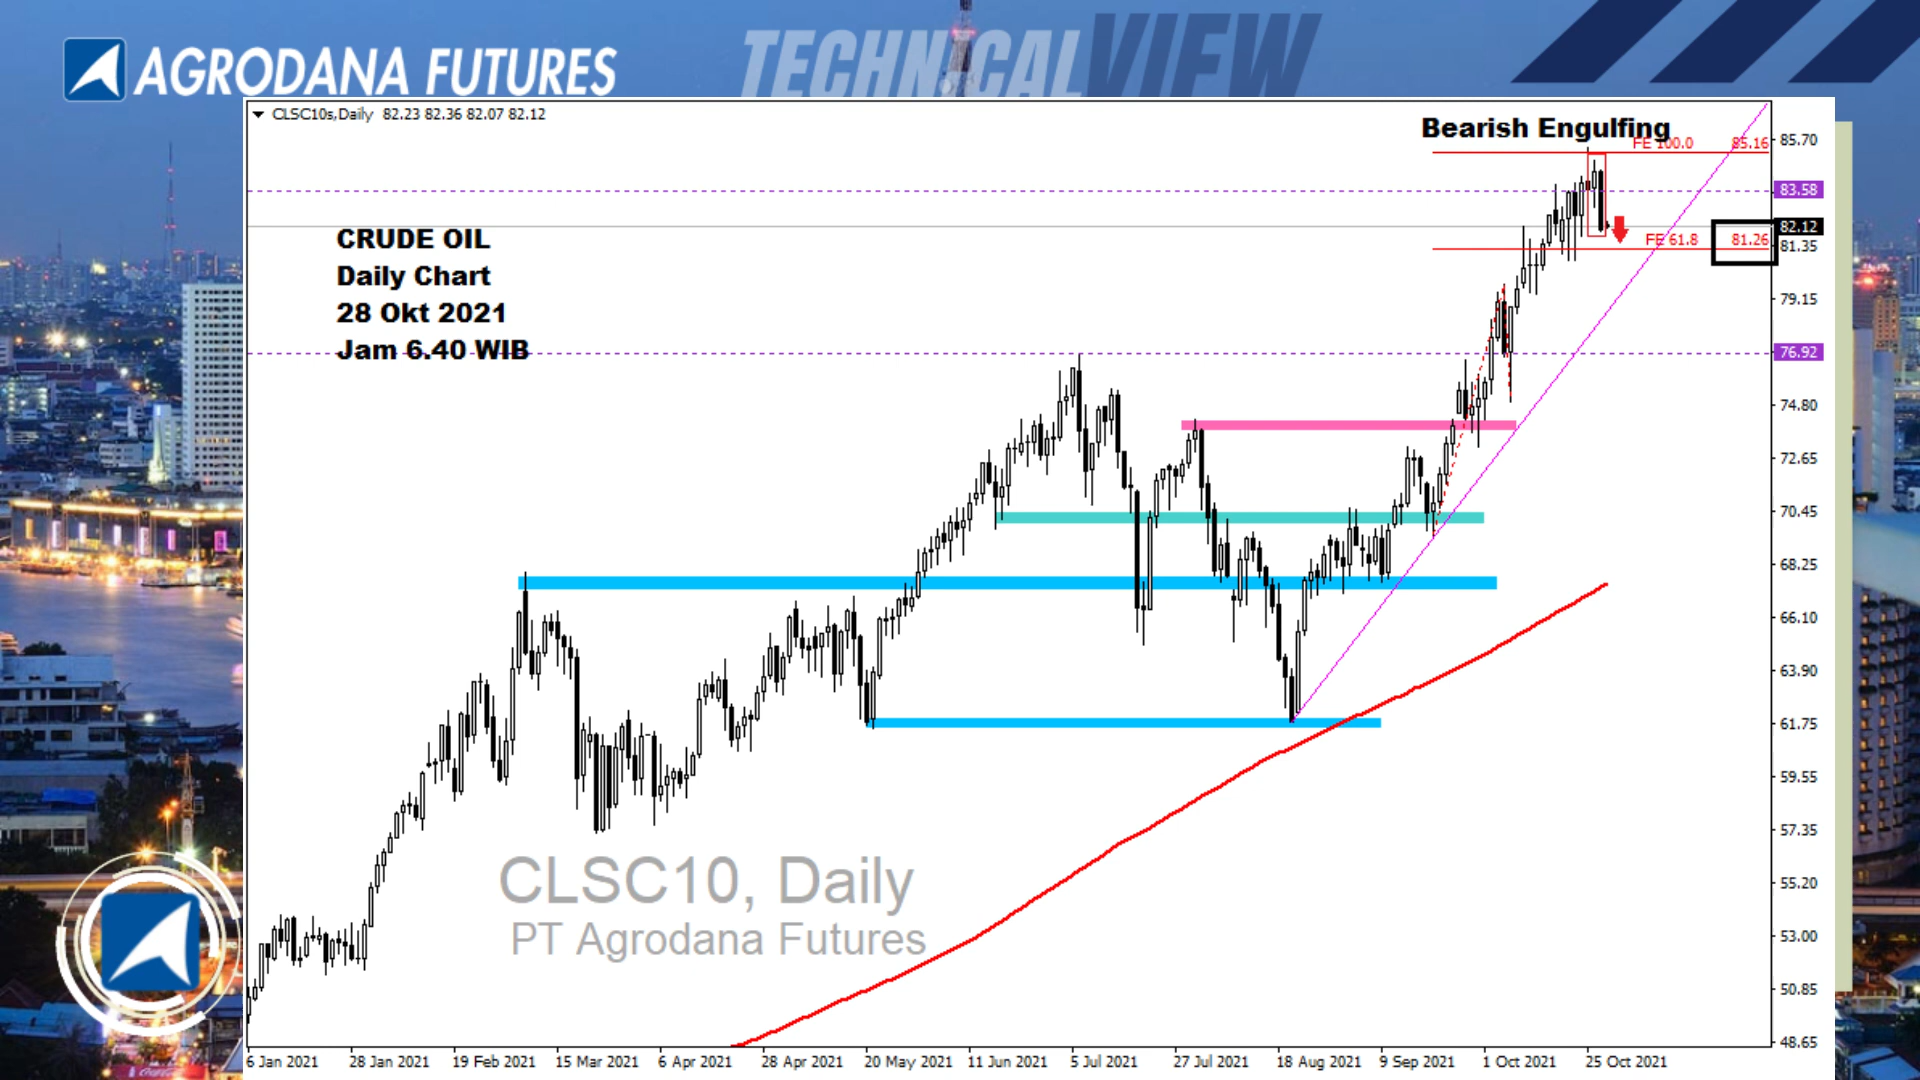 AGRODANA FUTURES
TECHNICAL VIEW
CLSC10s,Daily 82.23 82.36 82.07 82.12
Bearish Engulfing
FE 100.0 85.16
85.70
83.58
82.12
FE 61.8 81.26
81.35
79.15
76.92
74.80
72.65
70.45
68.25
66.10
63.90
61.75
59.55
57.35
55.20
53.00
50.85
48.65
CRUDE OIL
Daily Chart
28 Okt 2021
Jam 6.40 WIB
CLSC10, Daily
PT Agrodana Futures
6 Jan 2021 28 Jan 2021 19 Feb 2021 15 Mar 2021 6 Apr 2021 28 Apr 2021 20 May 2021 11 Jun 2021 5 Jul 2021 27 Jul 2021 18 Aug 2021 9 Sep 2021 1 Oct 2021 25 Oct 2021